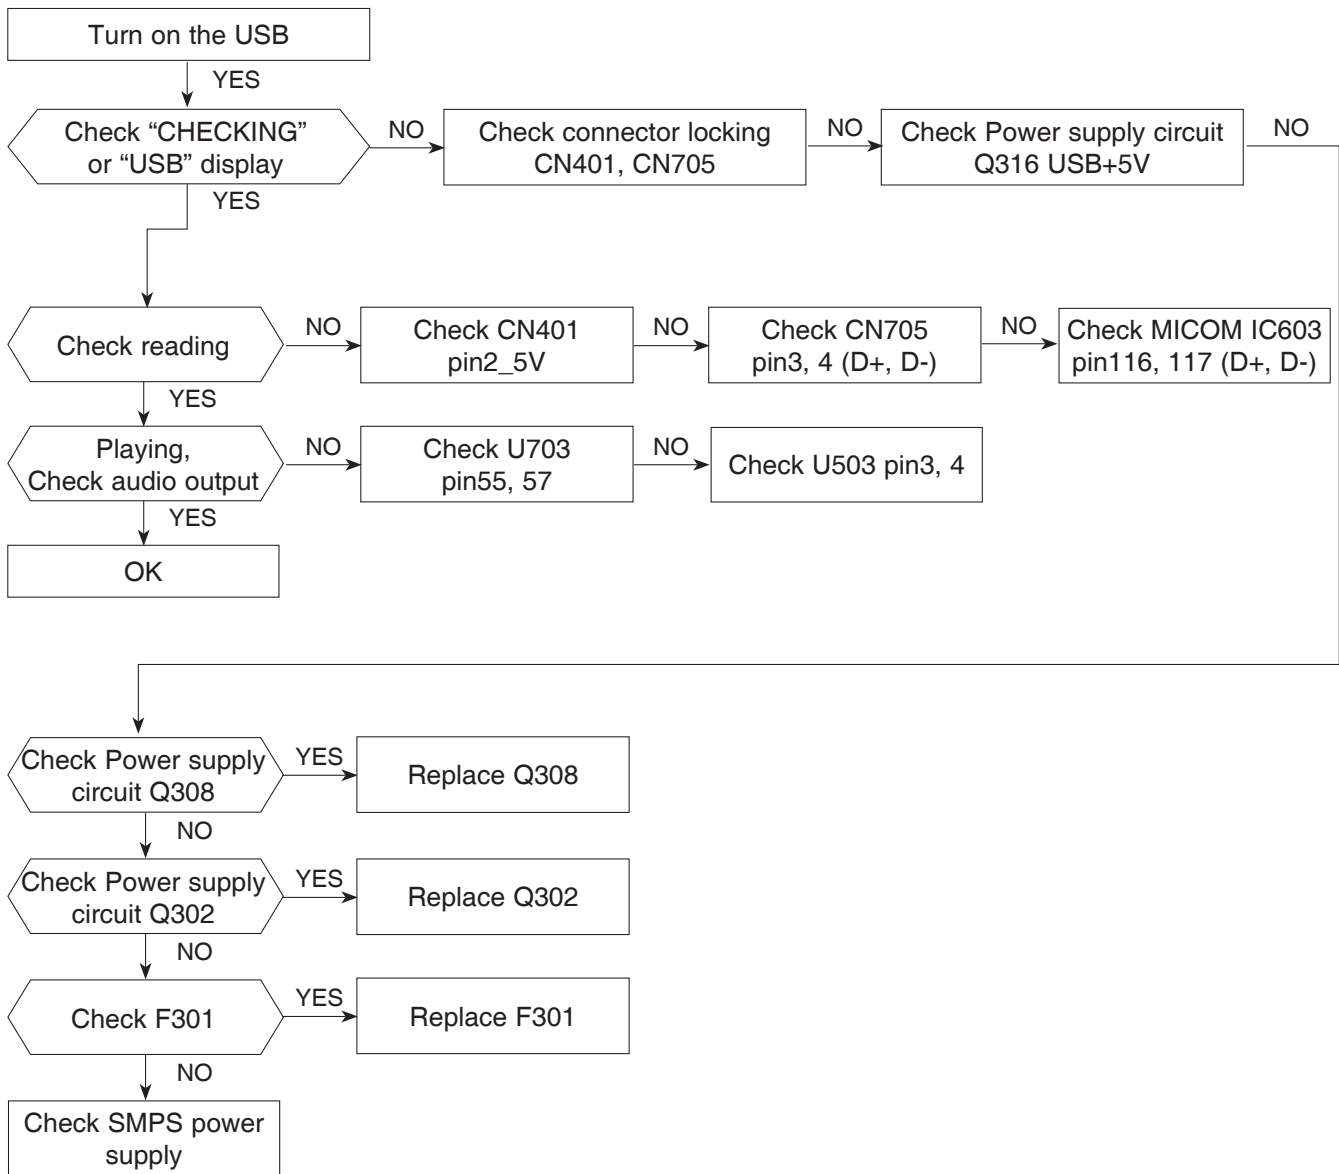 Turn on the USB
YES
Check “CHECKING”
or “USB” display
NO
Check connector locking
CN401, CN705
NO
Check Power supply circuit
Q316 USB+5V
NO
YES
Check reading
NO
Check CN401
pin2_5V
NO
Check CN705
pin3, 4 (D+, D-)
NO
Check MICOM IC603
pin116, 117 (D+, D-)
YES
Playing,
Check audio output
NO
Check U703
pin55, 57
NO
Check U503 pin3, 4
YES
OK
Check Power supply
circuit Q308
YES
Replace Q308
NO
Check Power supply
circuit Q302
YES
Replace Q302
NO
Check F301
YES
Replace F301
NO
Check SMPS power
supply